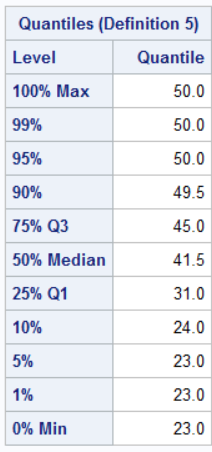 Quantiles (Definition 5)
Level Quantile
100% Max 50.0
99% 50.0
95% 50.0
90% 49.5
75% Q3 45.0
50% Median 41.5
25% Q1 31.0
10% 24.0
5% 23.0
1% 23.0
0% Min 23.0